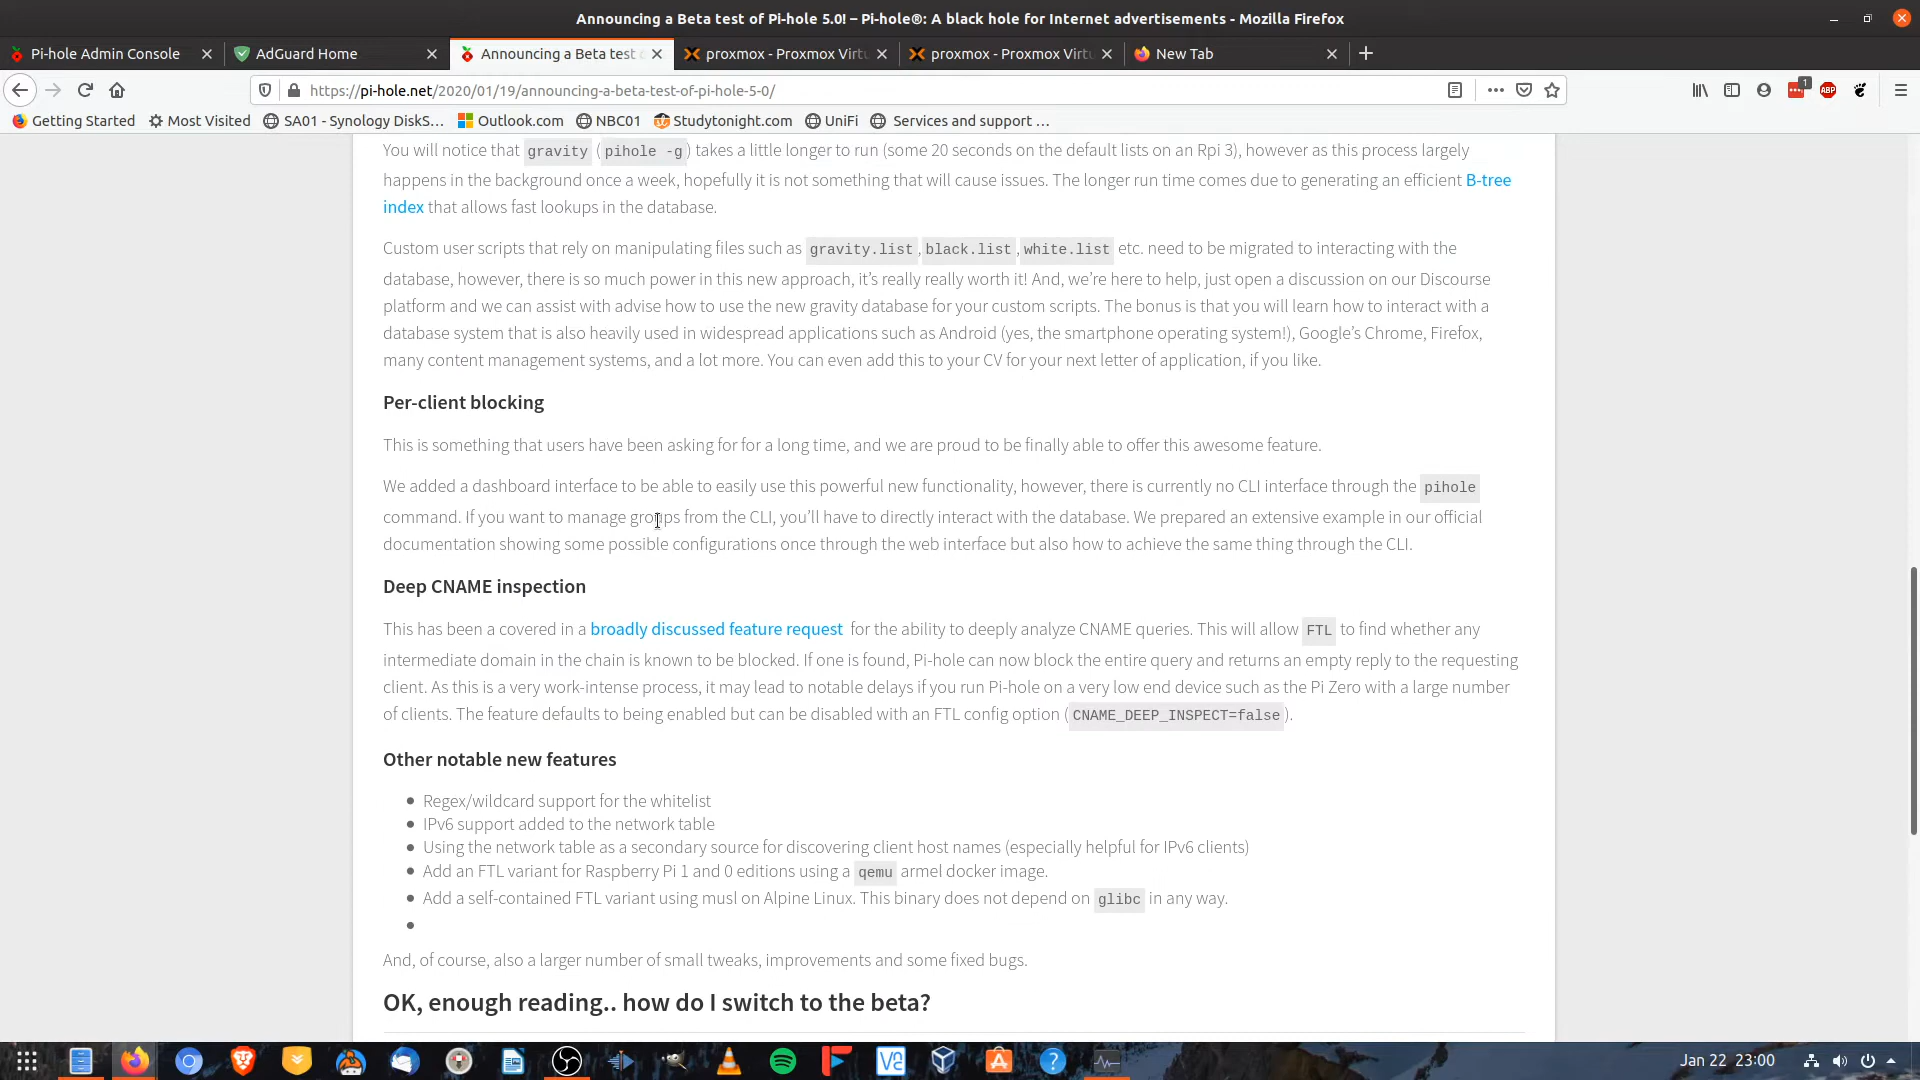 Announcing a Beta test of Pi-hole 5.0! – Pi-hole®: A black hole for Internet advertisements - Mozilla Firefox
Pi-hole Admin Console
AdGuard Home
Announcing a Beta test o
proxmox - Proxmox Virtu
proxmox - Proxmox Virtu
New Tab
https://pi-hole.net/2020/01/19/announcing-a-beta-test-of-pi-hole-5-0/
1
ABP
Getting Started
Most Visited
SA01 - Synology DiskS...
Outlook.com
NBC01
Studytonight.com
UniFi
Services and support ...
You will notice that gravity (pihole -g) takes a little longer to run (some 20 seconds on the default lists on an Rpi 3), however as this process largely
happens in the background once a week, hopefully it is not something that will cause issues. The longer run time comes due to generating an efficient B-tree
index that allows fast lookups in the database.
Custom user scripts that rely on manipulating files such as gravity.list,black.list,white.list etc. need to be migrated to interacting with the
database, however, there is so much power in this new approach, it’s really really worth it! And, we’re here to help, just open a discussion on our Discourse
platform and we can assist with advise how to use the new gravity database for your custom scripts. The bonus is that you will learn how to interact with a
database system that is also heavily used in widespread applications such as Android (yes, the smartphone operating system!), Google’s Chrome, Firefox,
many content management systems, and a lot more. You can even add this to your CV for your next letter of application, if you like.
Per-client blocking
This is something that users have been asking for for a long time, and we are proud to be finally able to offer this awesome feature.
We added a dashboard interface to be able to easily use this powerful new functionality, however, there is currently no CLI interface through the pihole
command. If you want to manage groups from the CLI, you’ll have to directly interact with the database. We prepared an extensive example in our official
documentation showing some possible configurations once through the web interface but also how to achieve the same thing through the CLI.
Deep CNAME inspection
This has been a covered in a broadly discussed feature request for the ability to deeply analyze CNAME queries. This will allow FTL to find whether any
intermediate domain in the chain is known to be blocked. If one is found, Pi-hole can now block the entire query and returns an empty reply to the requesting
client. As this is a very work-intense process, it may lead to notable delays if you run Pi-hole on a very low end device such as the Pi Zero with a large number
of clients. The feature defaults to being enabled but can be disabled with an FTL config option (CNAME_DEEP_INSPECT=false).
Other notable new features
Regex/wildcard support for the whitelist
IPv6 support added to the network table
Using the network table as a secondary source for discovering client host names (especially helpful for IPv6 clients)
Add an FTL variant for Raspberry Pi 1 and 0 editions using a qemu armel docker image.
Add a self-contained FTL variant using musl on Alpine Linux. This binary does not depend on glibc in any way.
And, of course, also a larger number of small tweaks, improvements and some fixed bugs.
OK, enough reading.. how do I switch to the beta?
Jan 22 23:00